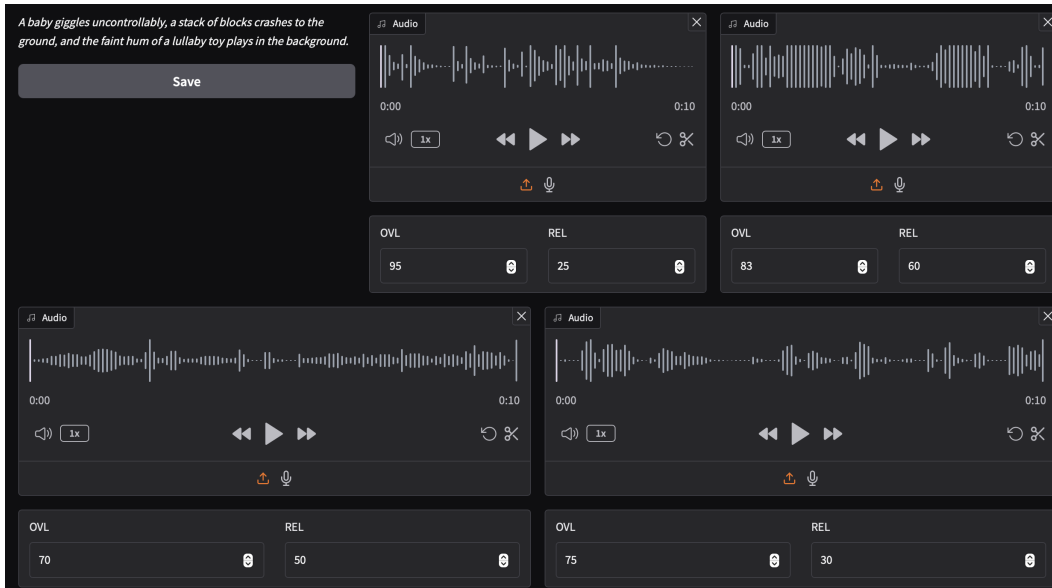 A baby giggles uncontrollably, a stack of blocks crashes to the
ground, and the faint hum of a lullaby toy plays in the background.
Save
Audio
0:00 0:10
1x
OVL REL
95 25
Audio
0:00 0:10
1x
OVL REL
83 60
Audio
0:00 0:10
1x
OVL REL
70 50
Audio
0:00 0:10
1x
OVL REL
75 30